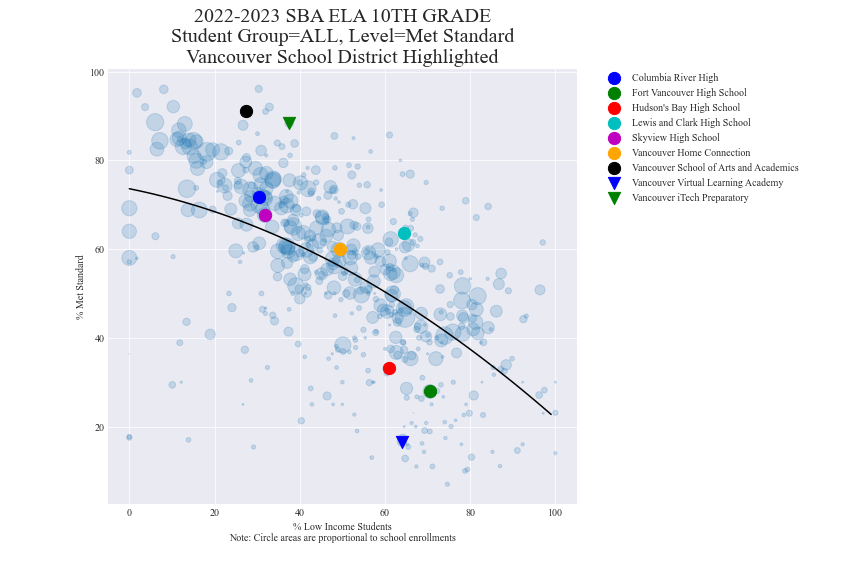 2022-2023 SBA ELA 10TH GRADE
Student Group=ALL, Level=Met Standard
Vancouver School District Highlighted
100
80
60
40
20
% Met Standard
0
20
40
60
80
100
% Low Income Students
Note: Circle areas are proportional to school enrollments
Columbia River High
Fort Vancouver High School
Hudson's Bay High School
Lewis and Clark High School
Skyview High School
Vancouver Home Connection
Vancouver School of Arts and Academics
Vancouver Virtual Learning Academy
Vancouver iTech Preparatory